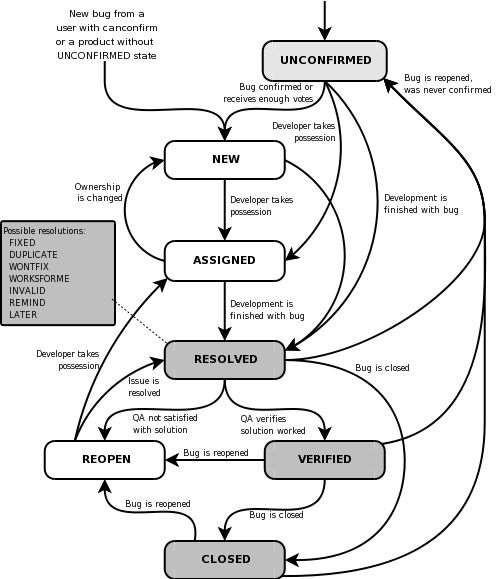 New bug from a
user with canconfirm
or a product without
UNCONFIRMED state
UNCONFIRMED
Bug is reopened,
was never confirmed
Bug confirmed or
receives enough votes
Developer takes
possession
NEW
Ownership
is changed
Developer takes
possession
Development is
finished with bug
Possible resolutions:
FIXED
DUPLICATE
WONTFIX
WORKSFORME
INVALID
REMIND
LATER
ASSIGNED
Development is
finished with bug
RESOLVED
Developer takes
possession
Issue is
resolved
Bug is closed
QA not satisfied
with solution
QA verifies
solution worked
REOPEN
Bug is reopened
VERIFIED
Bug is reopened
Bug is closed
CLOSED